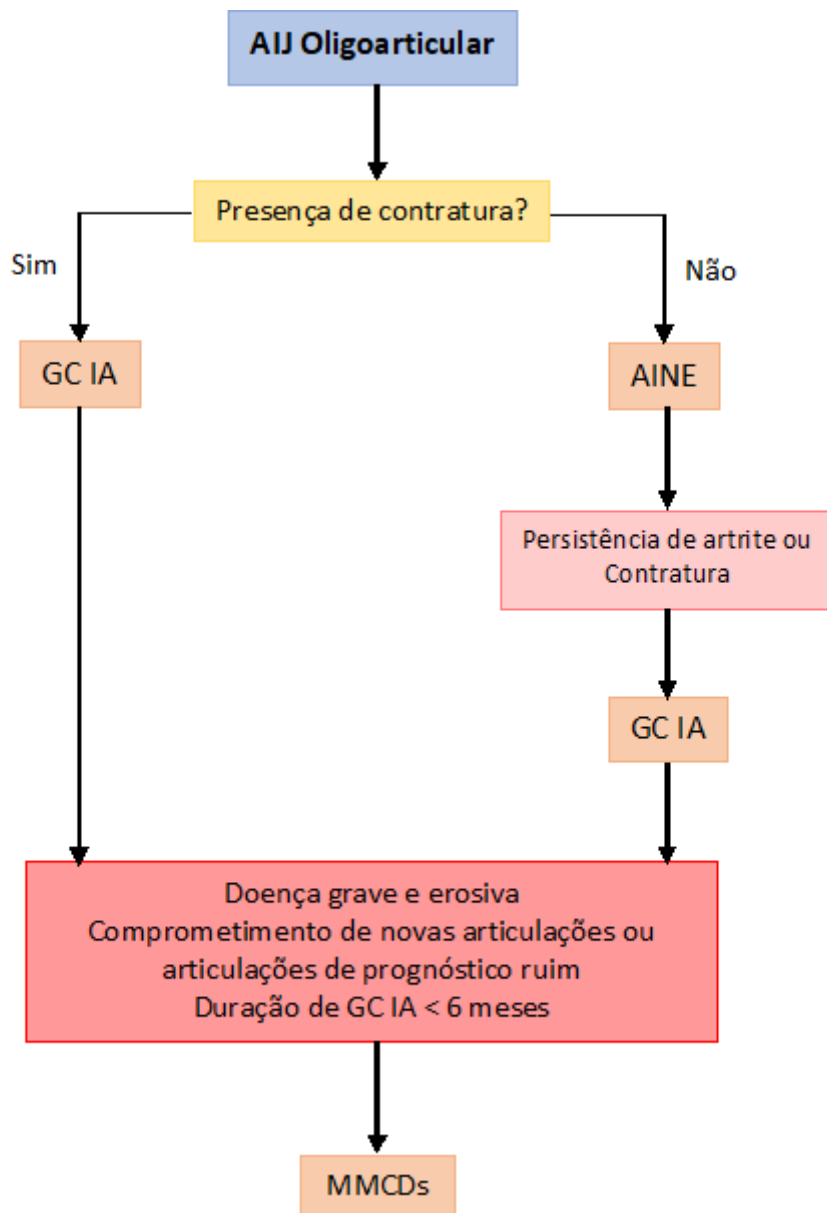 AIJ Oligoarticular
Presença de contratura?
Sim
Não
GC IA
AINE
Persistência de artrite ou
Contratura
GC IA
Doença grave e erosiva
Comprometimento de novas articulações ou
articulações de prognóstico ruim
Duração de GC IA < 6 meses
MMCDs